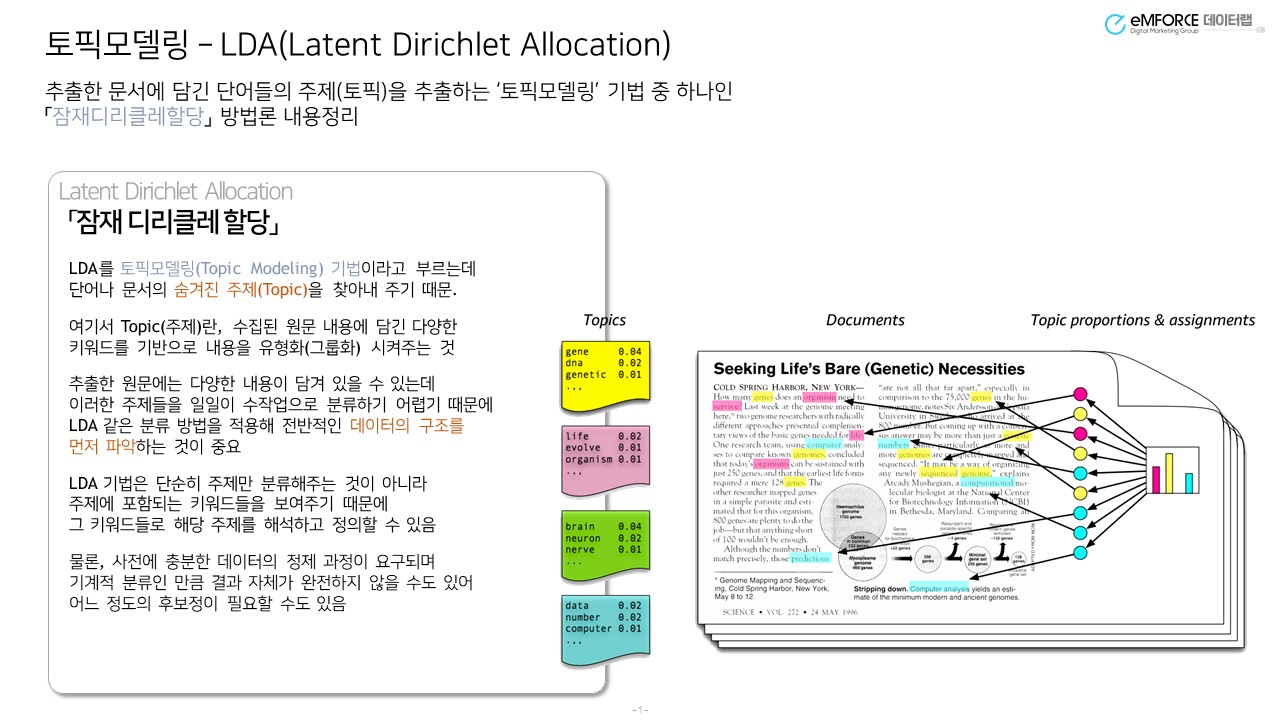 토픽모델링 – LDA(Latent Dirichlet Allocation)
eMFORCE 데이터랩
Digital Marketing Group
추출한 문서에 담긴 단어들의 주제(토픽)을 추출하는 ‘토픽모델링’ 기법 중 하나인
「잠재디리클레할당」 방법론 내용정리
Latent Dirichlet Allocation
「잠재 디리클레 할당」
LDA를 토픽모델링(Topic Modeling) 기법이라고 부르는데
단어나 문서의 숨겨진 주제(Topic)을 찾아내 주기 때문.
여기서 Topic(주제)란, 수집된 원문 내용에 담긴 다양한
키워드를 기반으로 내용을 유형화(그룹화) 시켜주는 것
추출한 원문에는 다양한 내용이 담겨 있을 수 있는데
이러한 주제들을 일일이 수작업으로 분류하기 어렵기 때문에
LDA 같은 분류 방법을 적용해 전반적인 데이터의 구조를
먼저 파악하는 것이 중요
LDA 기법은 단순히 주제만 분류해주는 것이 아니라
주제에 포함되는 키워드들을 보여주기 때문에
그 키워드들로 해당 주제를 해석하고 정의할 수 있음
물론, 사전에 충분한 데이터의 정제 과정이 요구되며
기계적 분류인 만큼 결과 자체가 완전하지 않을 수도 있어
어느 정도의 후보정이 필요할 수도 있음
Topics
gene 0.04
dna 0.02
genetic 0.01
...
life 0.02
evolve 0.01
organism 0.01
...
brain 0.04
neuron 0.02
nerve 0.01
...
data 0.02
number 0.02
computer 0.01
...
Documents
Topic proportions & assignments
Seeking Life's Bare (Genetic) Necessities
COLD SPRING HARBOR, NEW YORK—
How many genes does an organism need to
survive? Last week at the genome meeting
here,* two genome researchers with radically
different approaches presented complemen-
tary views of the basic genes needed for life.
One research team, using computer analy-
ses to compare known genomes, concluded
that today's organisms can be sustained with
just 250 genes, and that the earliest life forms
required a mere 128 genes. The
other researcher mapped genes
in a simple parasite and esti-
mated that for this organism,
800 genes are plenty to do the
job—but that anything short
of 100 wouldn't be enough.
Although the numbers don't
match precisely, those predictions
* Genome Mapping and Sequenc-
ing, Cold Spring Harbor, New York,
May 8 to 12.
"are not all that far apart," especially in
comparison to the 75,000 genes in the hu-
man genome, notes Siv Andersson
University in Sweden, who arrived at the
800 number. But coming up with a consen-
sus answer may be more than just a genetic
numbers game, particularly as more and
more genomes are completely mapped and
sequenced. "It may be a way of organizing
any newly sequenced genome," explains
Arcady Mushegian, a computational mo-
lecular biologist at the National Center
for Biotechnology Information (NCBI)
in Bethesda, Maryland. Comparing an
Haemophilus
genome
1703 genes
Genes
in common
233 genes
Mycoplasma
genome
469 genes
Stripping down. Computer analysis yields an esti-
mate of the minimum modern and ancient genomes.
SCIENCE • VOL. 272 • 24 MAY 1996
-1-